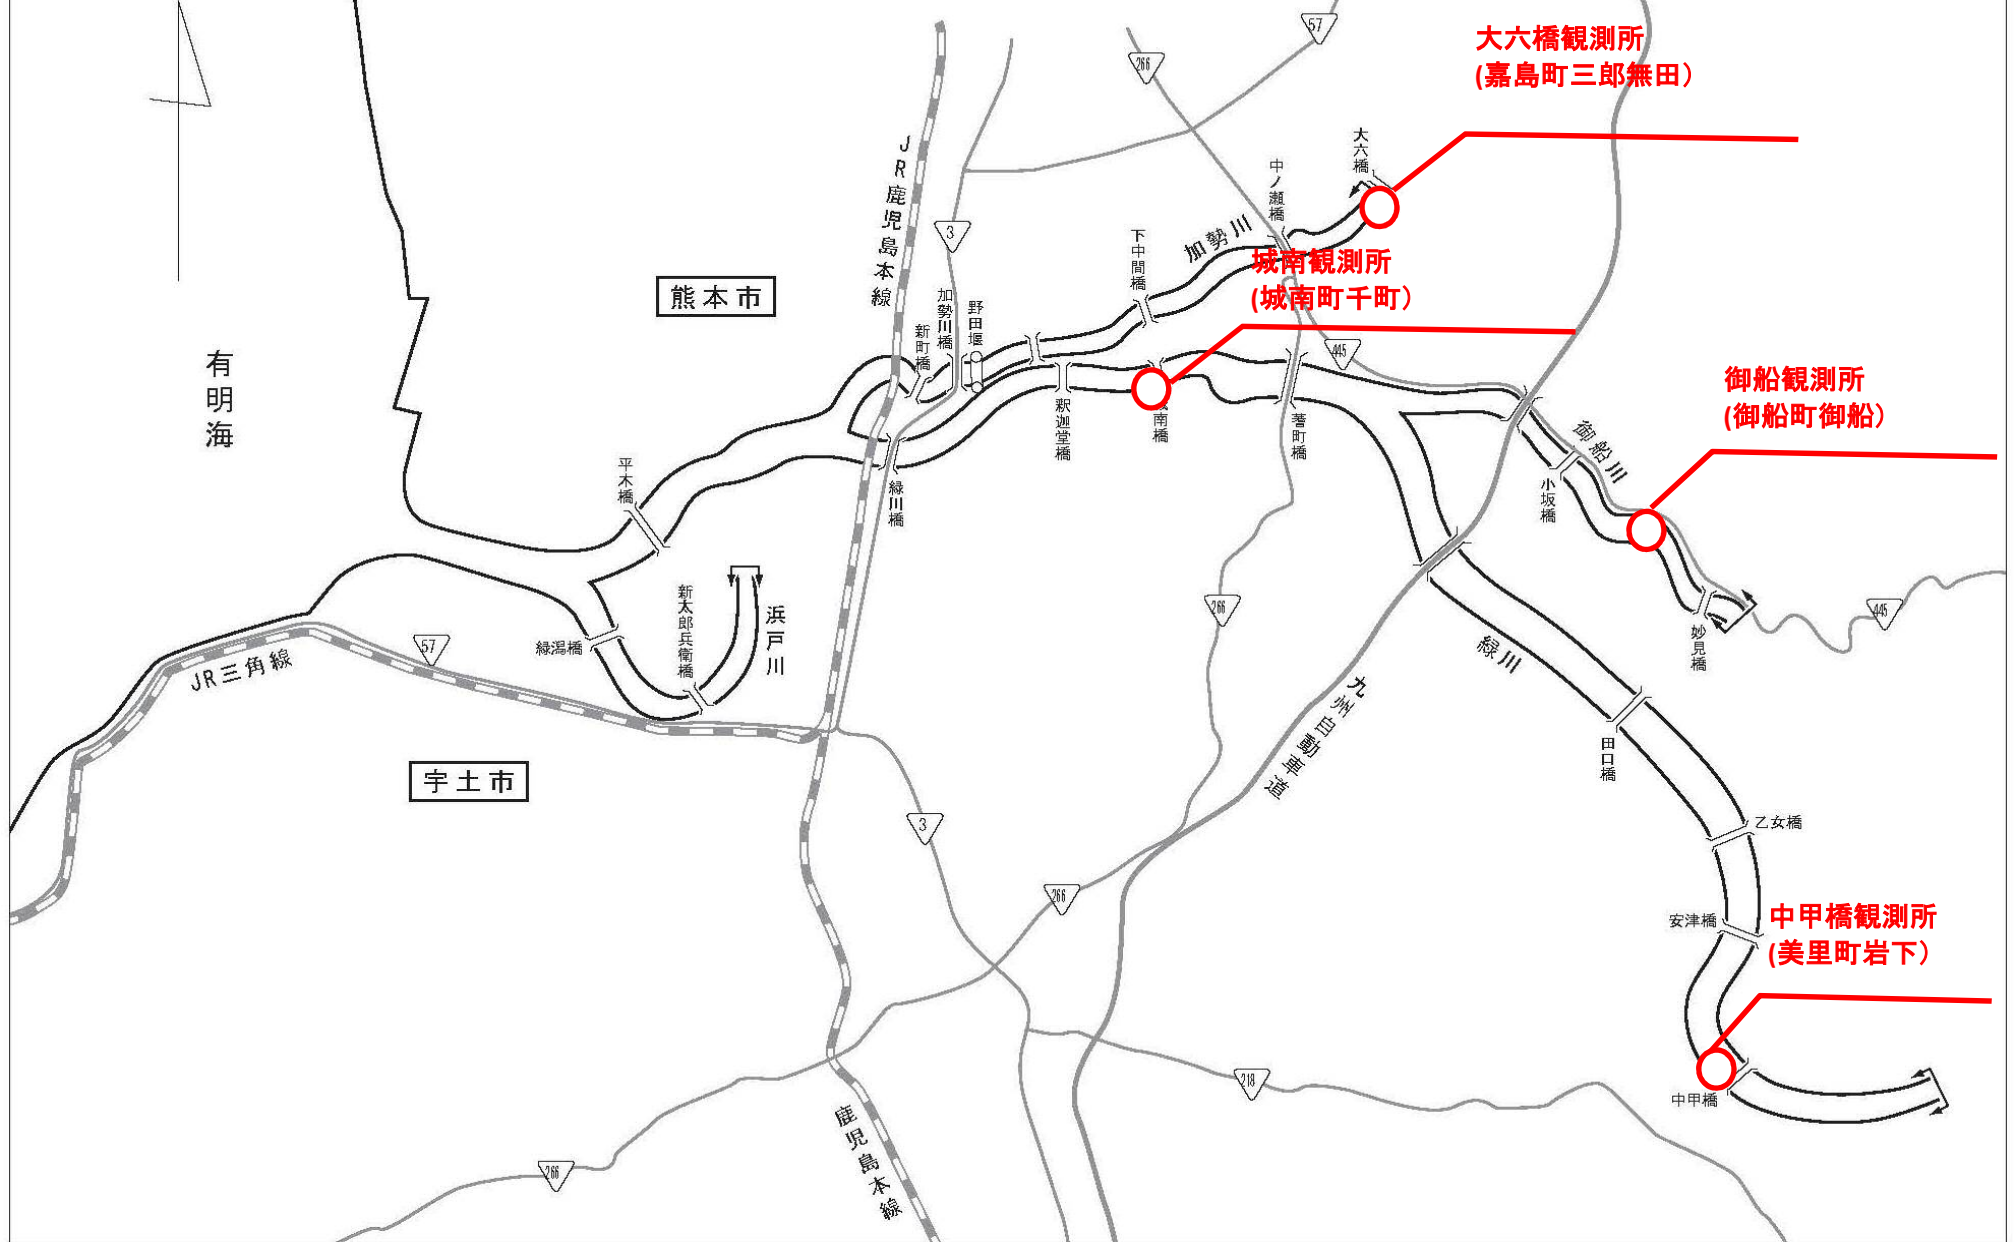 57
266
大六橋観測所
(嘉島町三郎無田)
大六橋
JR鹿児島本線
中ノ瀬橋
3
加勢川
下中間橋
城南観測所
(城南町千町)
熊本市
加勢川橋
野田堰
新町橋
有明海
445
御船観測所
(御船町御船)
釈迦堂橋
南橋
薯町橋
御船川
平木橋
緑川橋
小坂橋
新太郎兵衛橋
浜戸川
266
445
57
緑潟橋
妙見橋
JR三角線
緑川
九州自動車道
田口橋
宇土市
3
乙女橋
266
安津橋
中甲橋観測所
(美里町岩下)
218
中甲橋
鹿児島本線
266